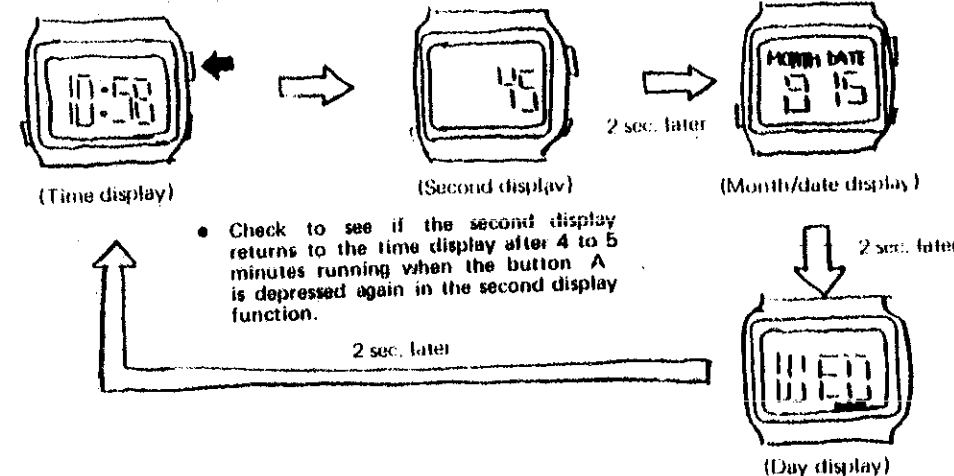 10:58
45
2 sec. later
MONTH DATE
9 15
(Time display)
(Second display)
(Month/date display)
● Check to see if the second display
returns to the time display after 4 to 5
minutes running when the button A
is depressed again in the second display
function.
2 sec. later
2 sec. later
WED
(Day display)